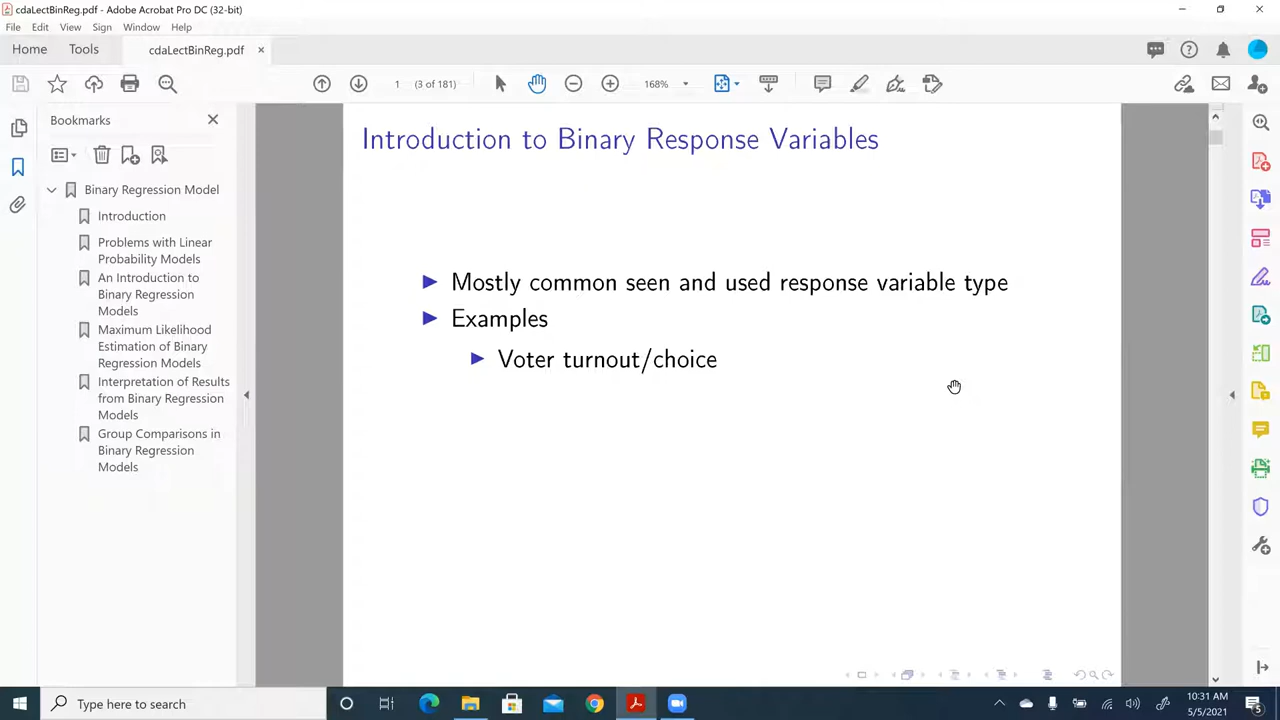 cdaLectBinReg.pdf - Adobe Acrobat Pro DC (32-bit)
File Edit View Sign Window Help
Home Tools cdaLectBinReg.pdf ×
1 (3 of 181) 168%
Bookmarks
Binary Regression Model
Introduction
Problems with Linear
Probability Models
An Introduction to
Binary Regression
Models
Maximum Likelihood
Estimation of Binary
Regression Models
Interpretation of Results
from Binary Regression
Models
Group Comparisons in
Binary Regression
Models
Introduction to Binary Response Variables
Mostly common seen and used response variable type
Examples
Voter turnout/choice
Type here to search
10:31 AM
5/5/2021
5